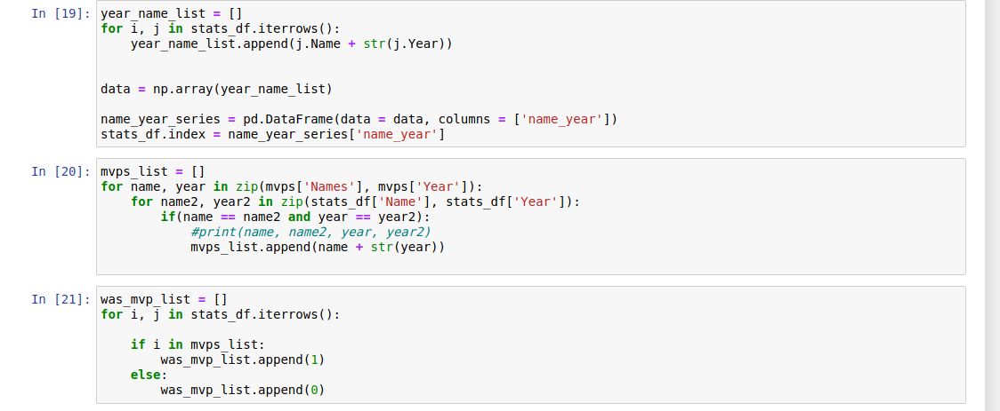 In [19]: year_name_list = []
for i, j in stats_df.iterrows():
    year_name_list.append(j.Name + str(j.Year))
data = np.array(year_name_list)
name_year_series = pd.DataFrame(data = data, columns = ['name_year'])
stats_df.index = name_year_series['name_year']
In [20]: mvps_list = []
for name, year in zip(mvps['Names'], mvps['Year']):
    for name2, year2 in zip(stats_df['Name'], stats_df['Year']):
        if(name == name2 and year == year2):
            #print(name, name2, year, year2)
            mvps_list.append(name + str(year))
In [21]: was_mvp_list = []
for i, j in stats_df.iterrows():
    if i in mvps_list:
        was_mvp_list.append(1)
    else:
        was_mvp_list.append(0)